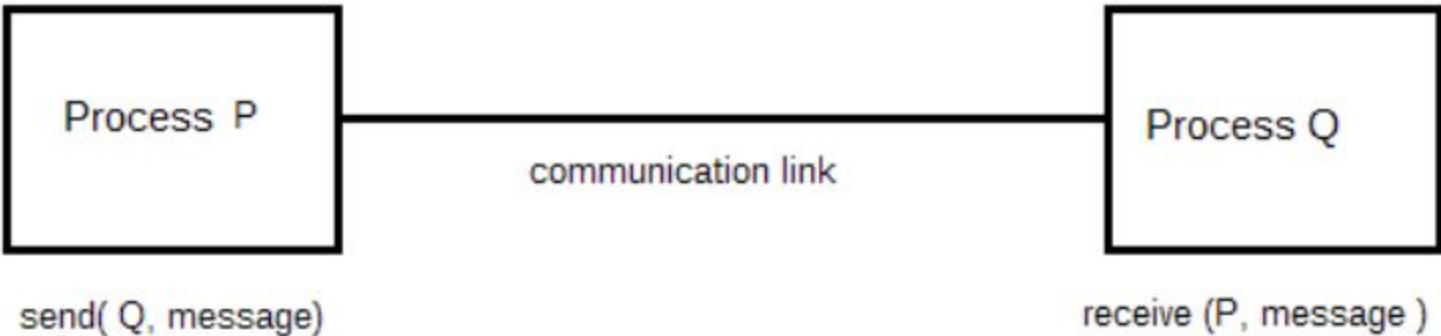 Process P
Process Q
communication link
send( Q, message)
receive (P, message )